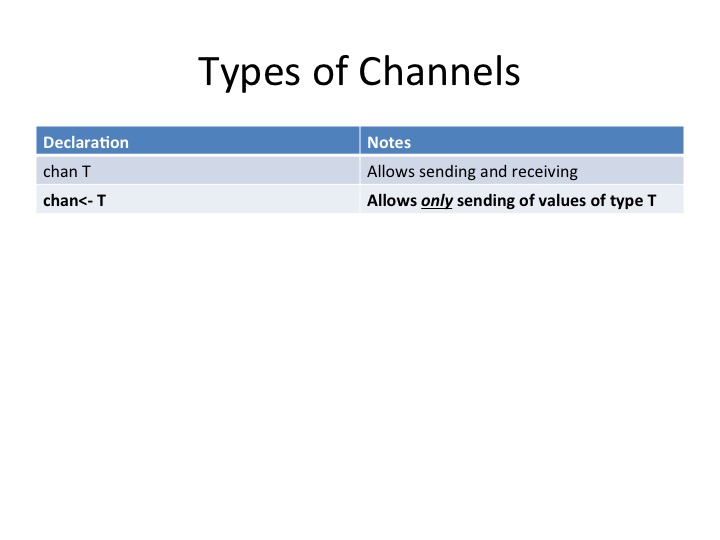 Types of Channels
Declaration Notes
chan T Allows sending and receiving
chan<- T Allows only sending of values of type T